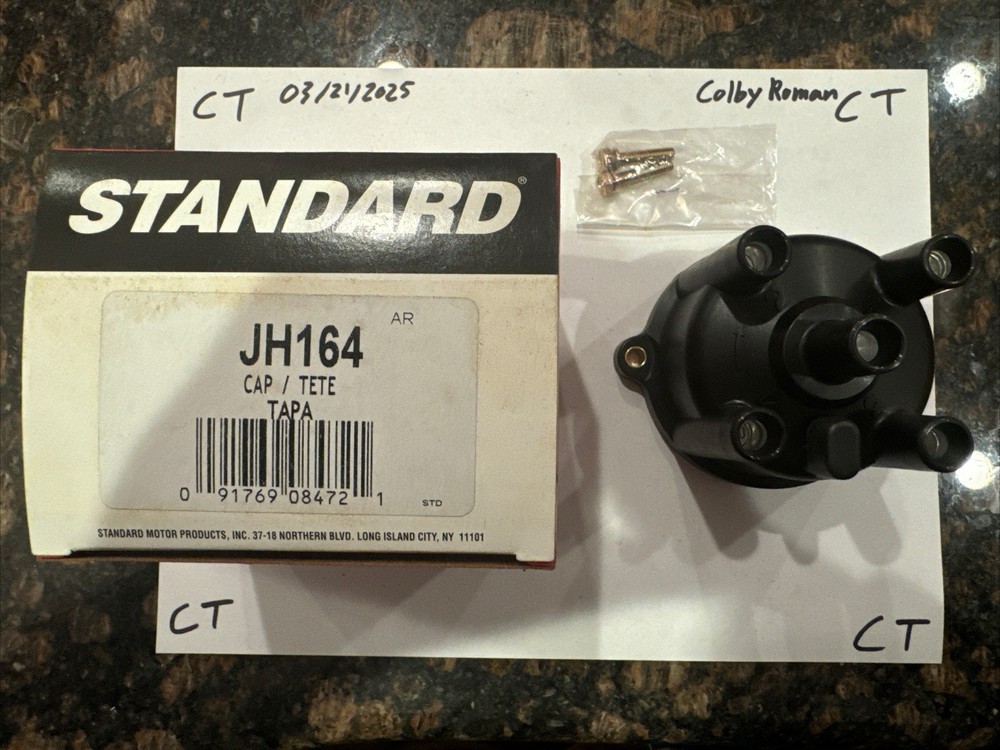 CT 03/21/2025 Colby Roman CT
STANDARD®
AR
JH164
CAP / TETE
TAPA
0 91769 08472 1
STD
STANDARD MOTOR PRODUCTS, INC. 37-18 NORTHERN BLVD. LONG ISLAND CITY, NY 11101
CT CT